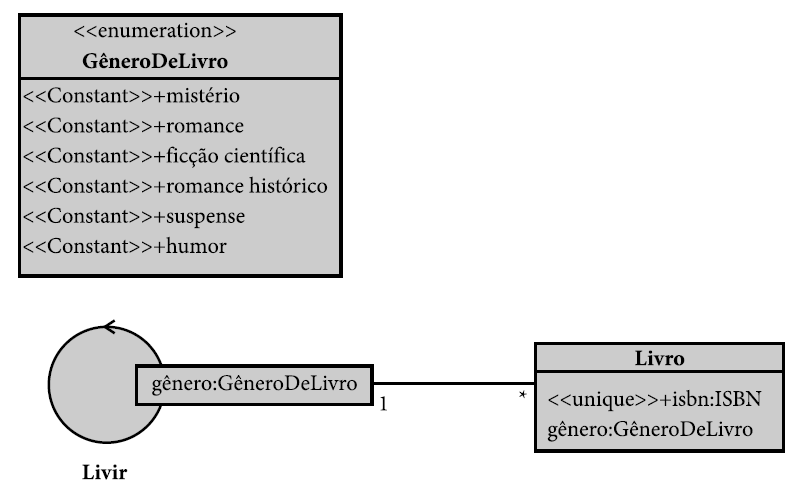 <<enumeration>>
GêneroDeLivro
<<Constant>>+mistério
<<Constant>>+romance
<<Constant>>+ficção científica
<<Constant>>+romance histórico
<<Constant>>+suspense
<<Constant>>+humor
gênero:GêneroDeLivro
1
*
Livro
<<unique>>+isbn:ISBN
gênero:GêneroDeLivro
Livir